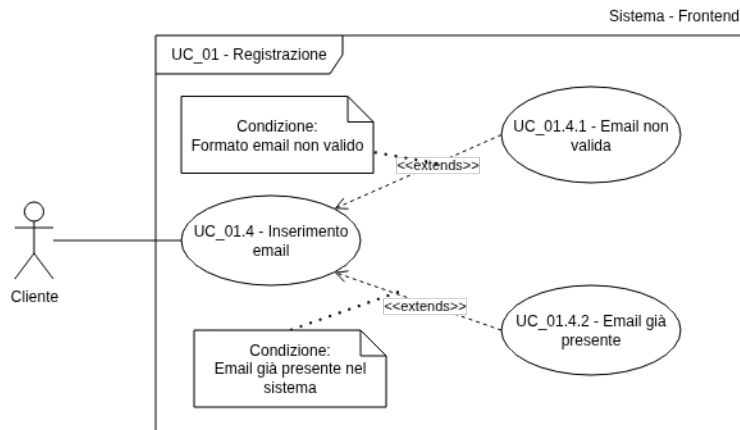 Sistema - Frontend
UC_01 - Registrazione
Condizione:
Formato email non valido
UC_01.4.1 - Email non
valida
<<extends>>
UC_01.4 - Inserimento
email
Cliente
<<extends>>
UC_01.4.2 - Email già
presente
Condizione:
Email già presente nel
sistema